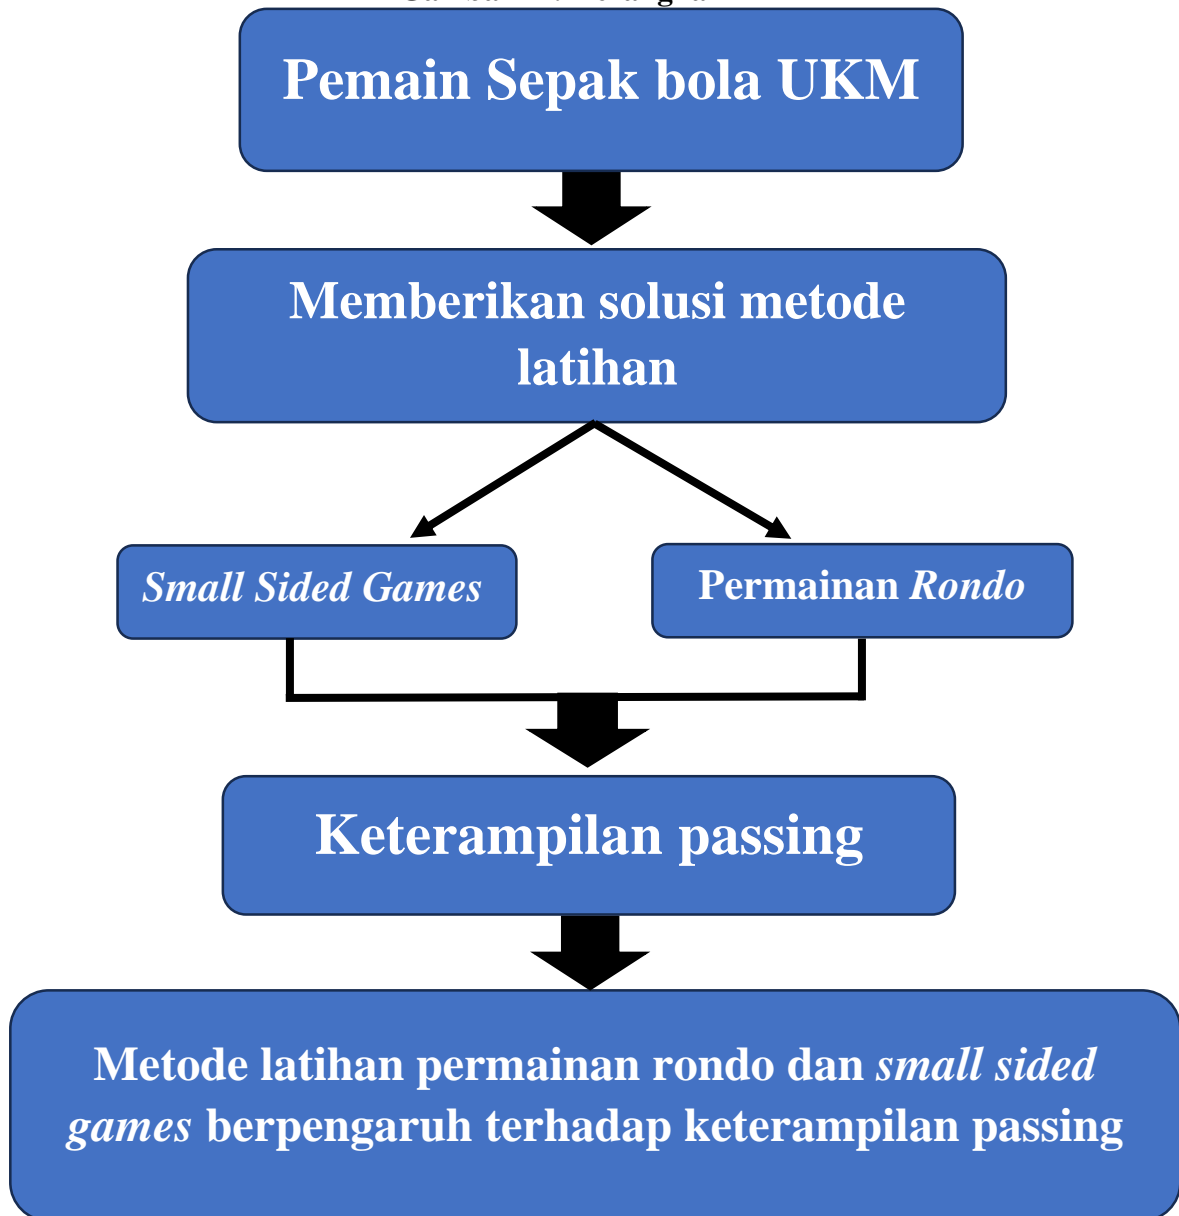 Pemain Sepak bola UKM
Memberikan solusi metode
latihan
Small Sided Games
Permainan Rondo
Keterampilan passing
Metode latihan permainan rondo dan small sided
games berpengaruh terhadap keterampilan passing